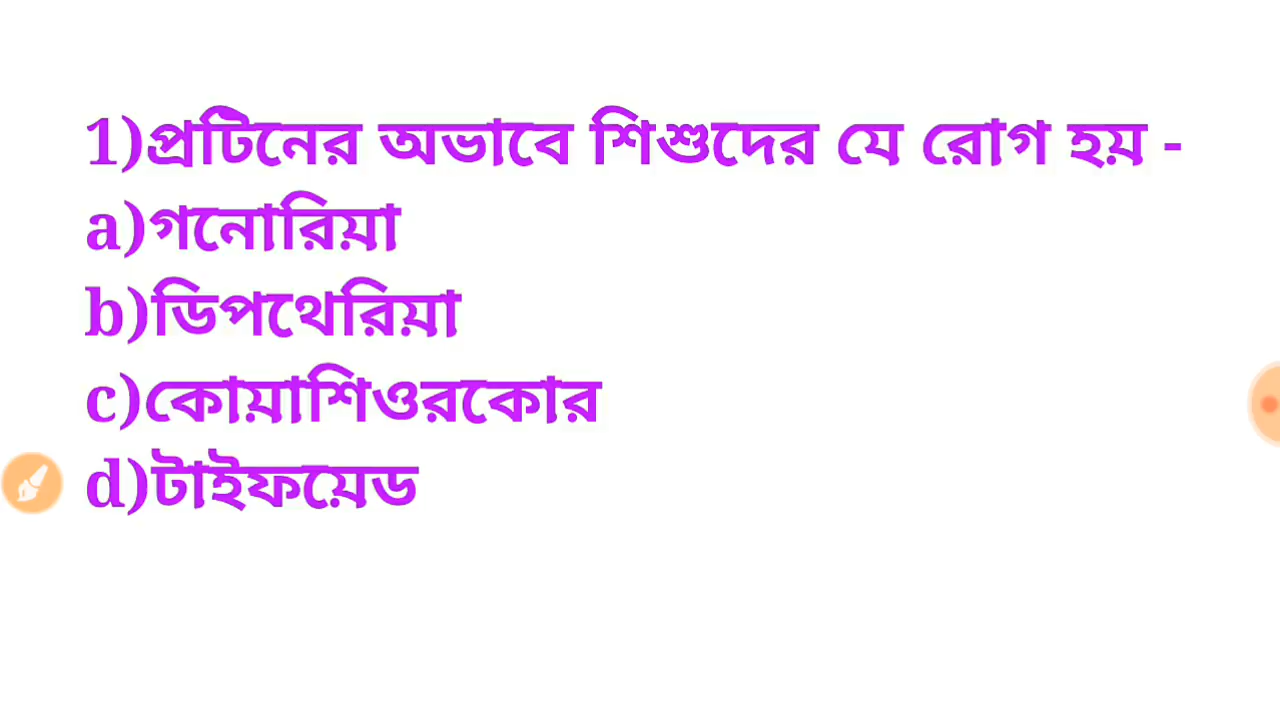 1)প্রটিনের অভাবে শিশুদের যে রোগ হয় -
a)গনোরিয়া
b)ডিপথেরিয়া
c)কোয়াশিওরকোর
d)টাইফয়েড